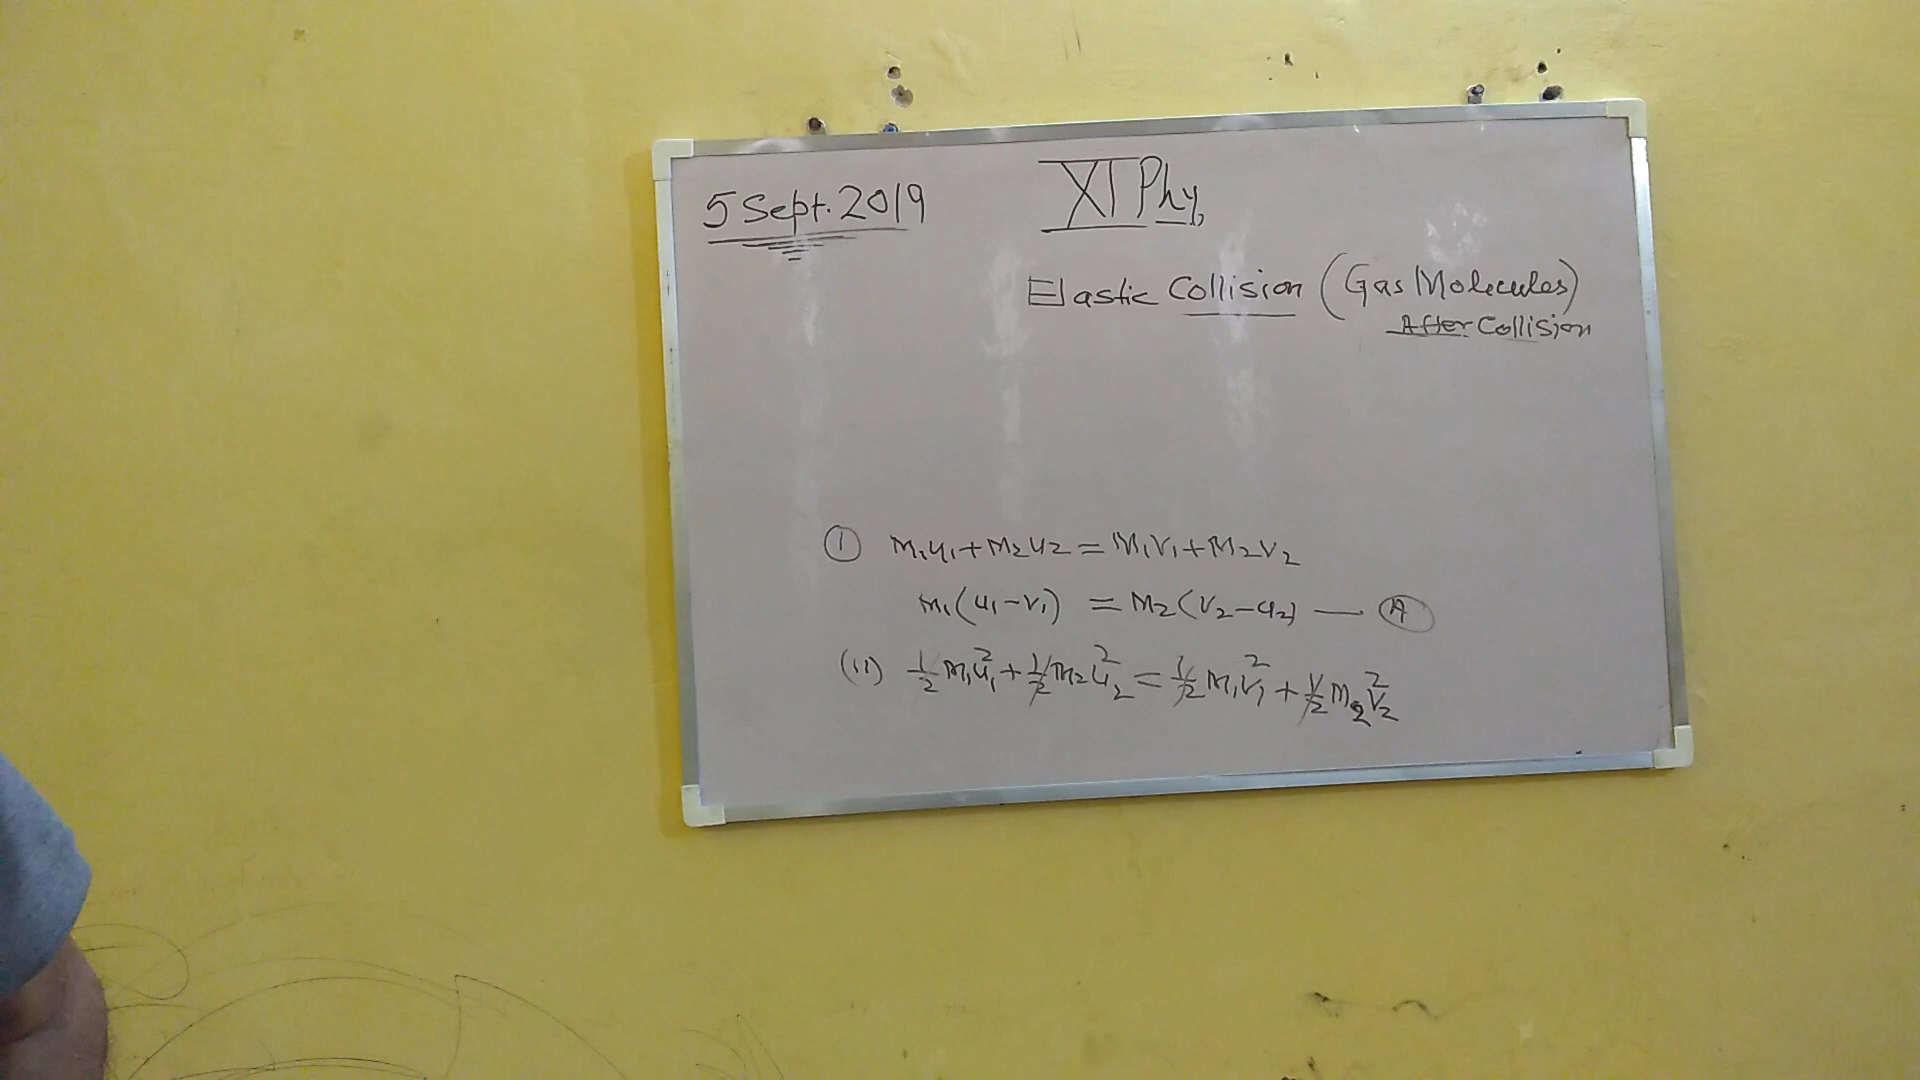 5 Sept. 2019
XI Phy,
Elastic Collision (Gas Molecules)
After Collision
① m₁u₁+m₂u₂=m₁v₁+m₂v₂
m₁(u₁-v₁) = m₂(v₂-u₂) — Ⓐ
(ii) ½m₁u₁²+½m₂u₂²=½m₁v₁²+½m₂v₂²